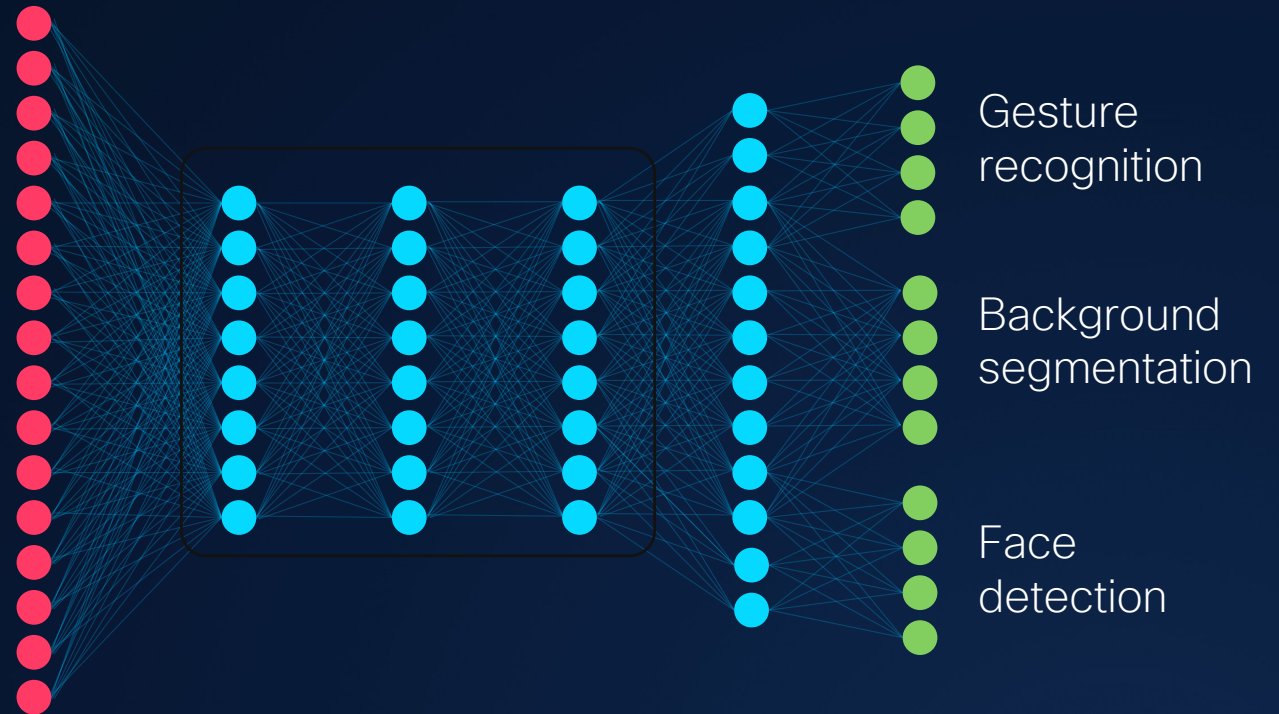 Gesture
recognition
Background
segmentation
Face
detection